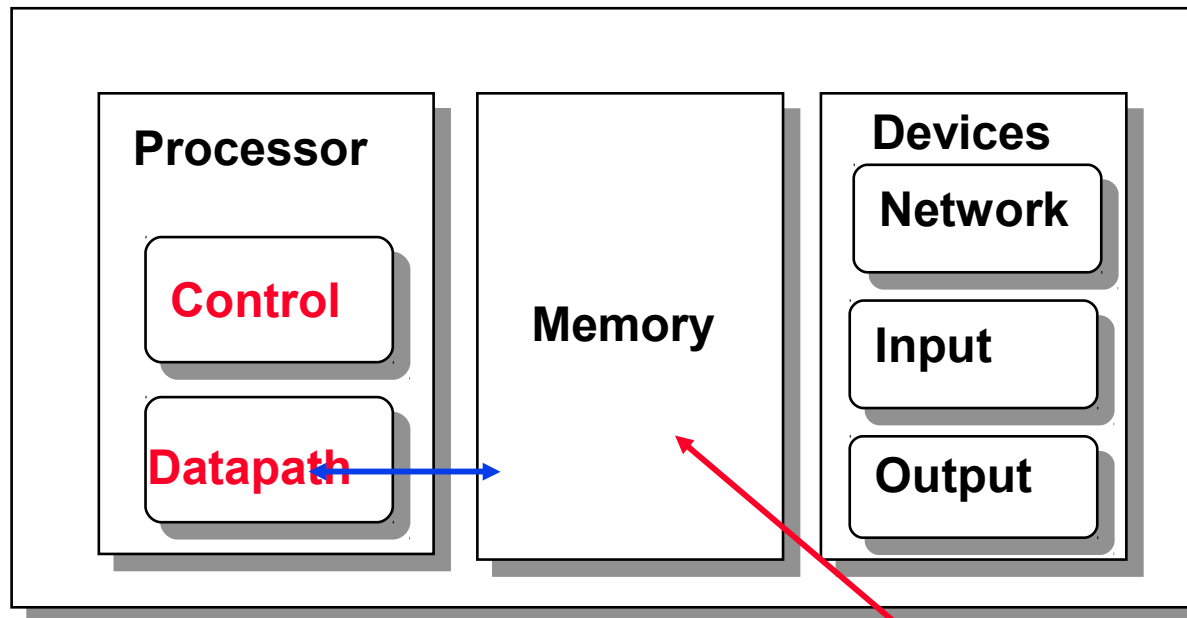 Processor
Control
Datapath
Memory
Devices
Network
Input
Output